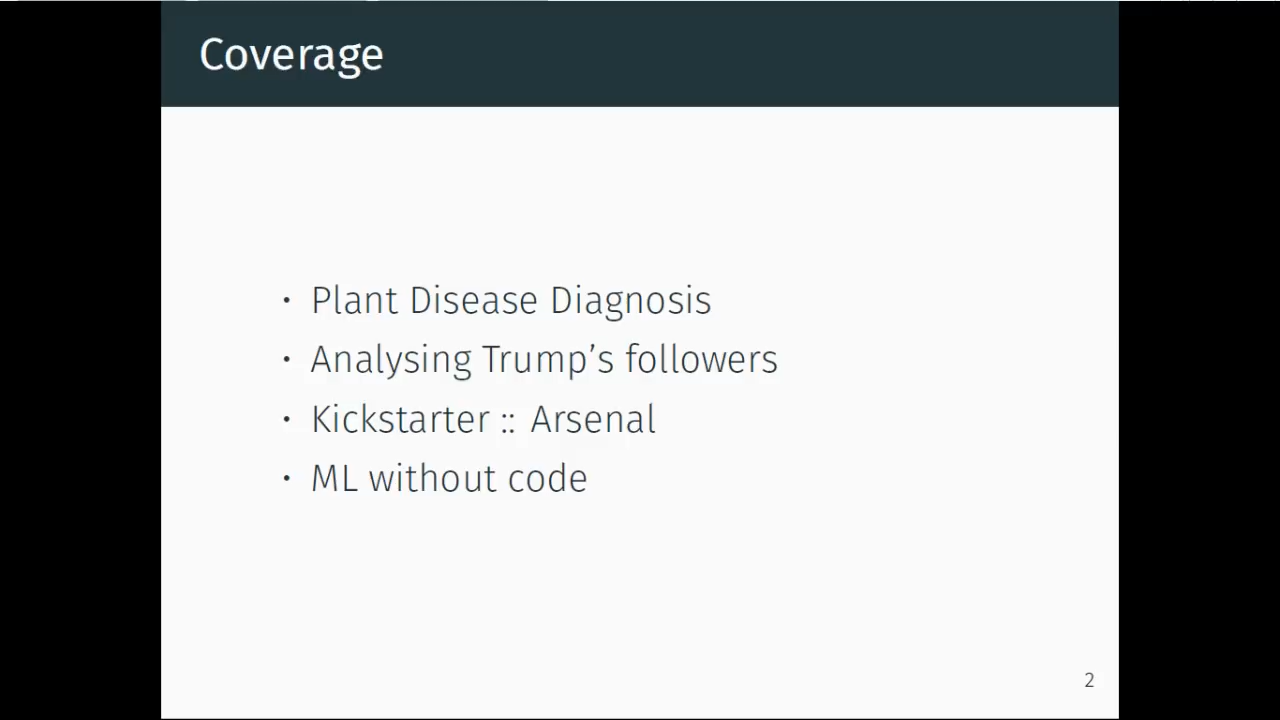 Coverage
• Plant Disease Diagnosis
• Analysing Trump’s followers
• Kickstarter :: Arsenal
• ML without code
2